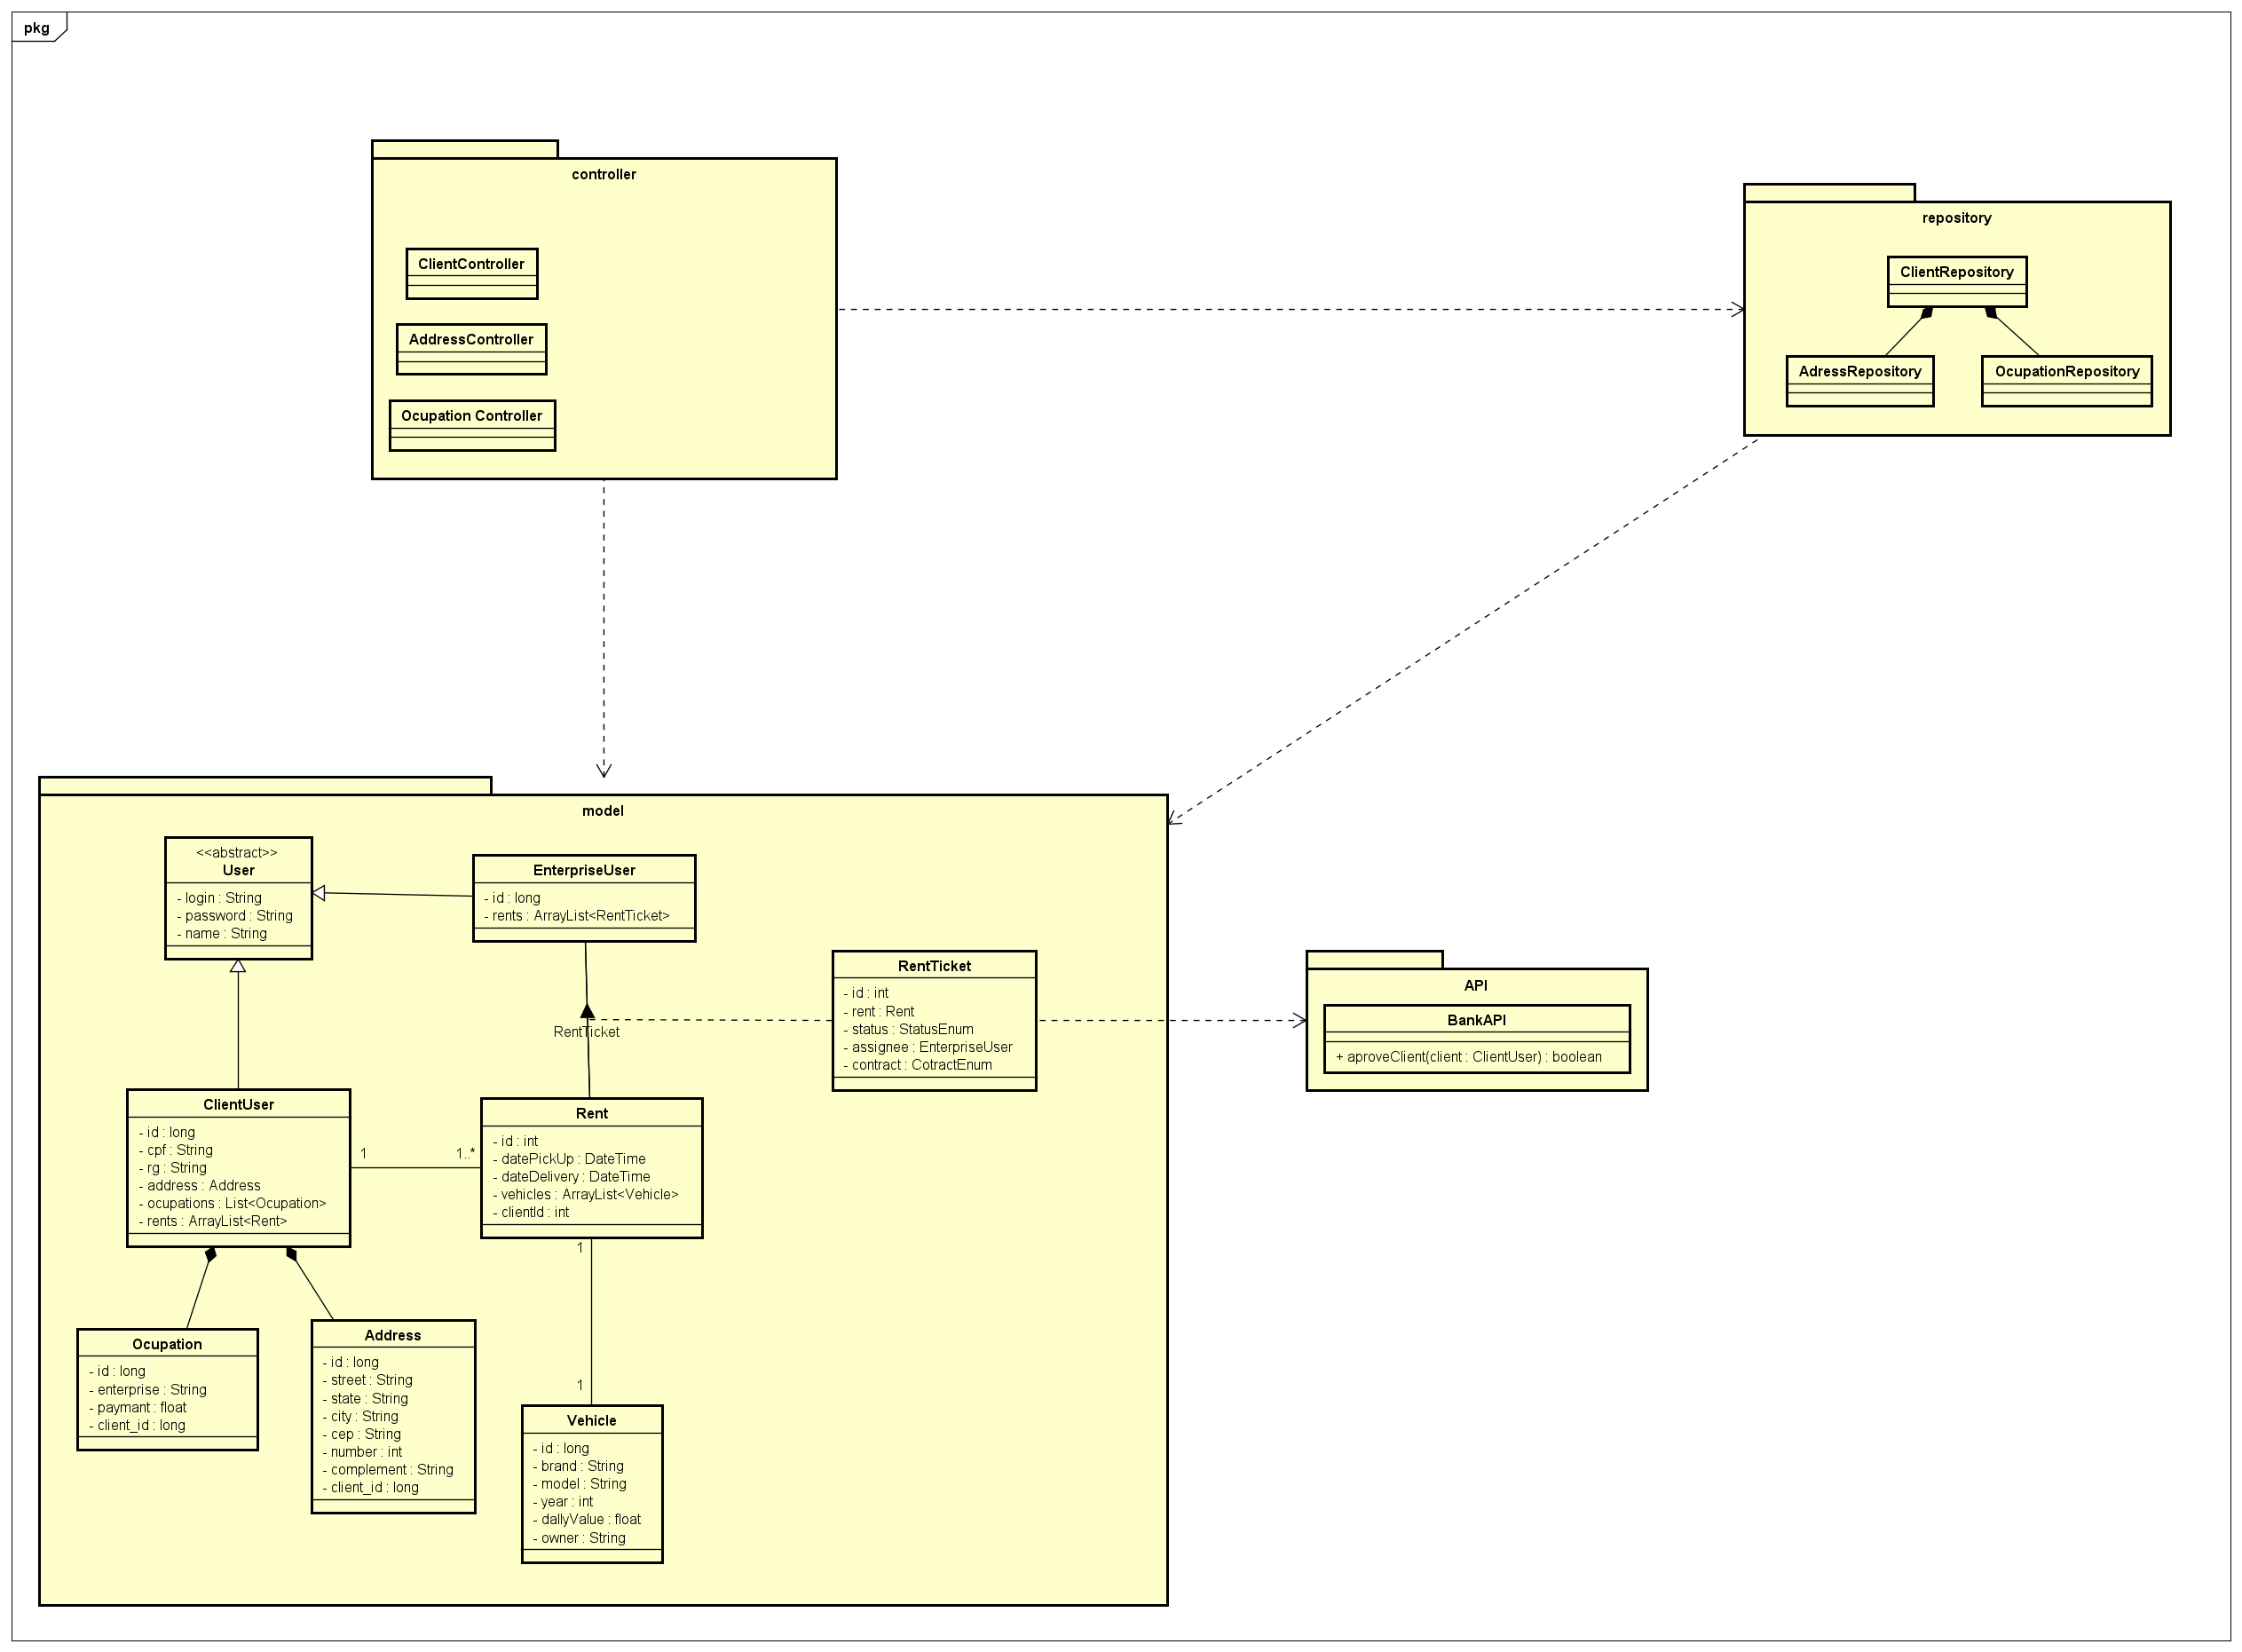 pkg
controller
ClientController
AddressController
Ocupation Controller
repository
ClientRepository
AdressRepository
OcupationRepository
model
<<abstract>>
User
- login : String
- password : String
- name : String
EnterpriseUser
- id : long
- rents : ArrayList<RentTicket>
RentTicket
RentTicket
- id : int
- rent : Rent
- status : StatusEnum
- assignee : EnterpriseUser
- contract : CotractEnum
API
BankAPI
+ aproveClient(client : ClientUser) : boolean
ClientUser
- id : long
- cpf : String
- rg : String
- address : Address
- ocupations : List<Ocupation>
- rents : ArrayList<Rent>
1
1..*
Rent
- id : int
- datePickUp : DateTime
- dateDelivery : DateTime
- vehicles : ArrayList<Vehicle>
- clientId : int
1
1
Ocupation
- id : long
- enterprise : String
- paymant : float
- client_id : long
Address
- id : long
- street : String
- state : String
- city : String
- cep : String
- number : int
- complement : String
- client_id : long
Vehicle
- id : long
- brand : String
- model : String
- year : int
- dallyValue : float
- owner : String